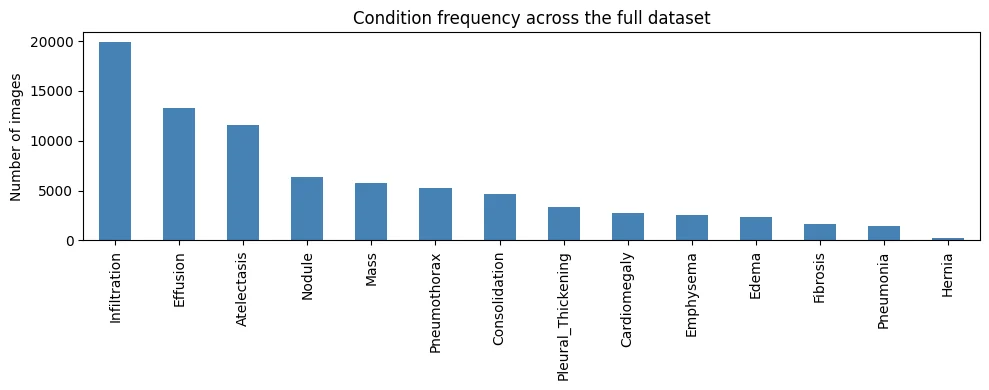 Condition frequency across the full dataset
Number of images
20000
15000
10000
5000
0
Infiltration
Effusion
Atelectasis
Nodule
Mass
Pneumothorax
Consolidation
Pleural_Thickening
Cardiomegaly
Emphysema
Edema
Fibrosis
Pneumonia
Hernia